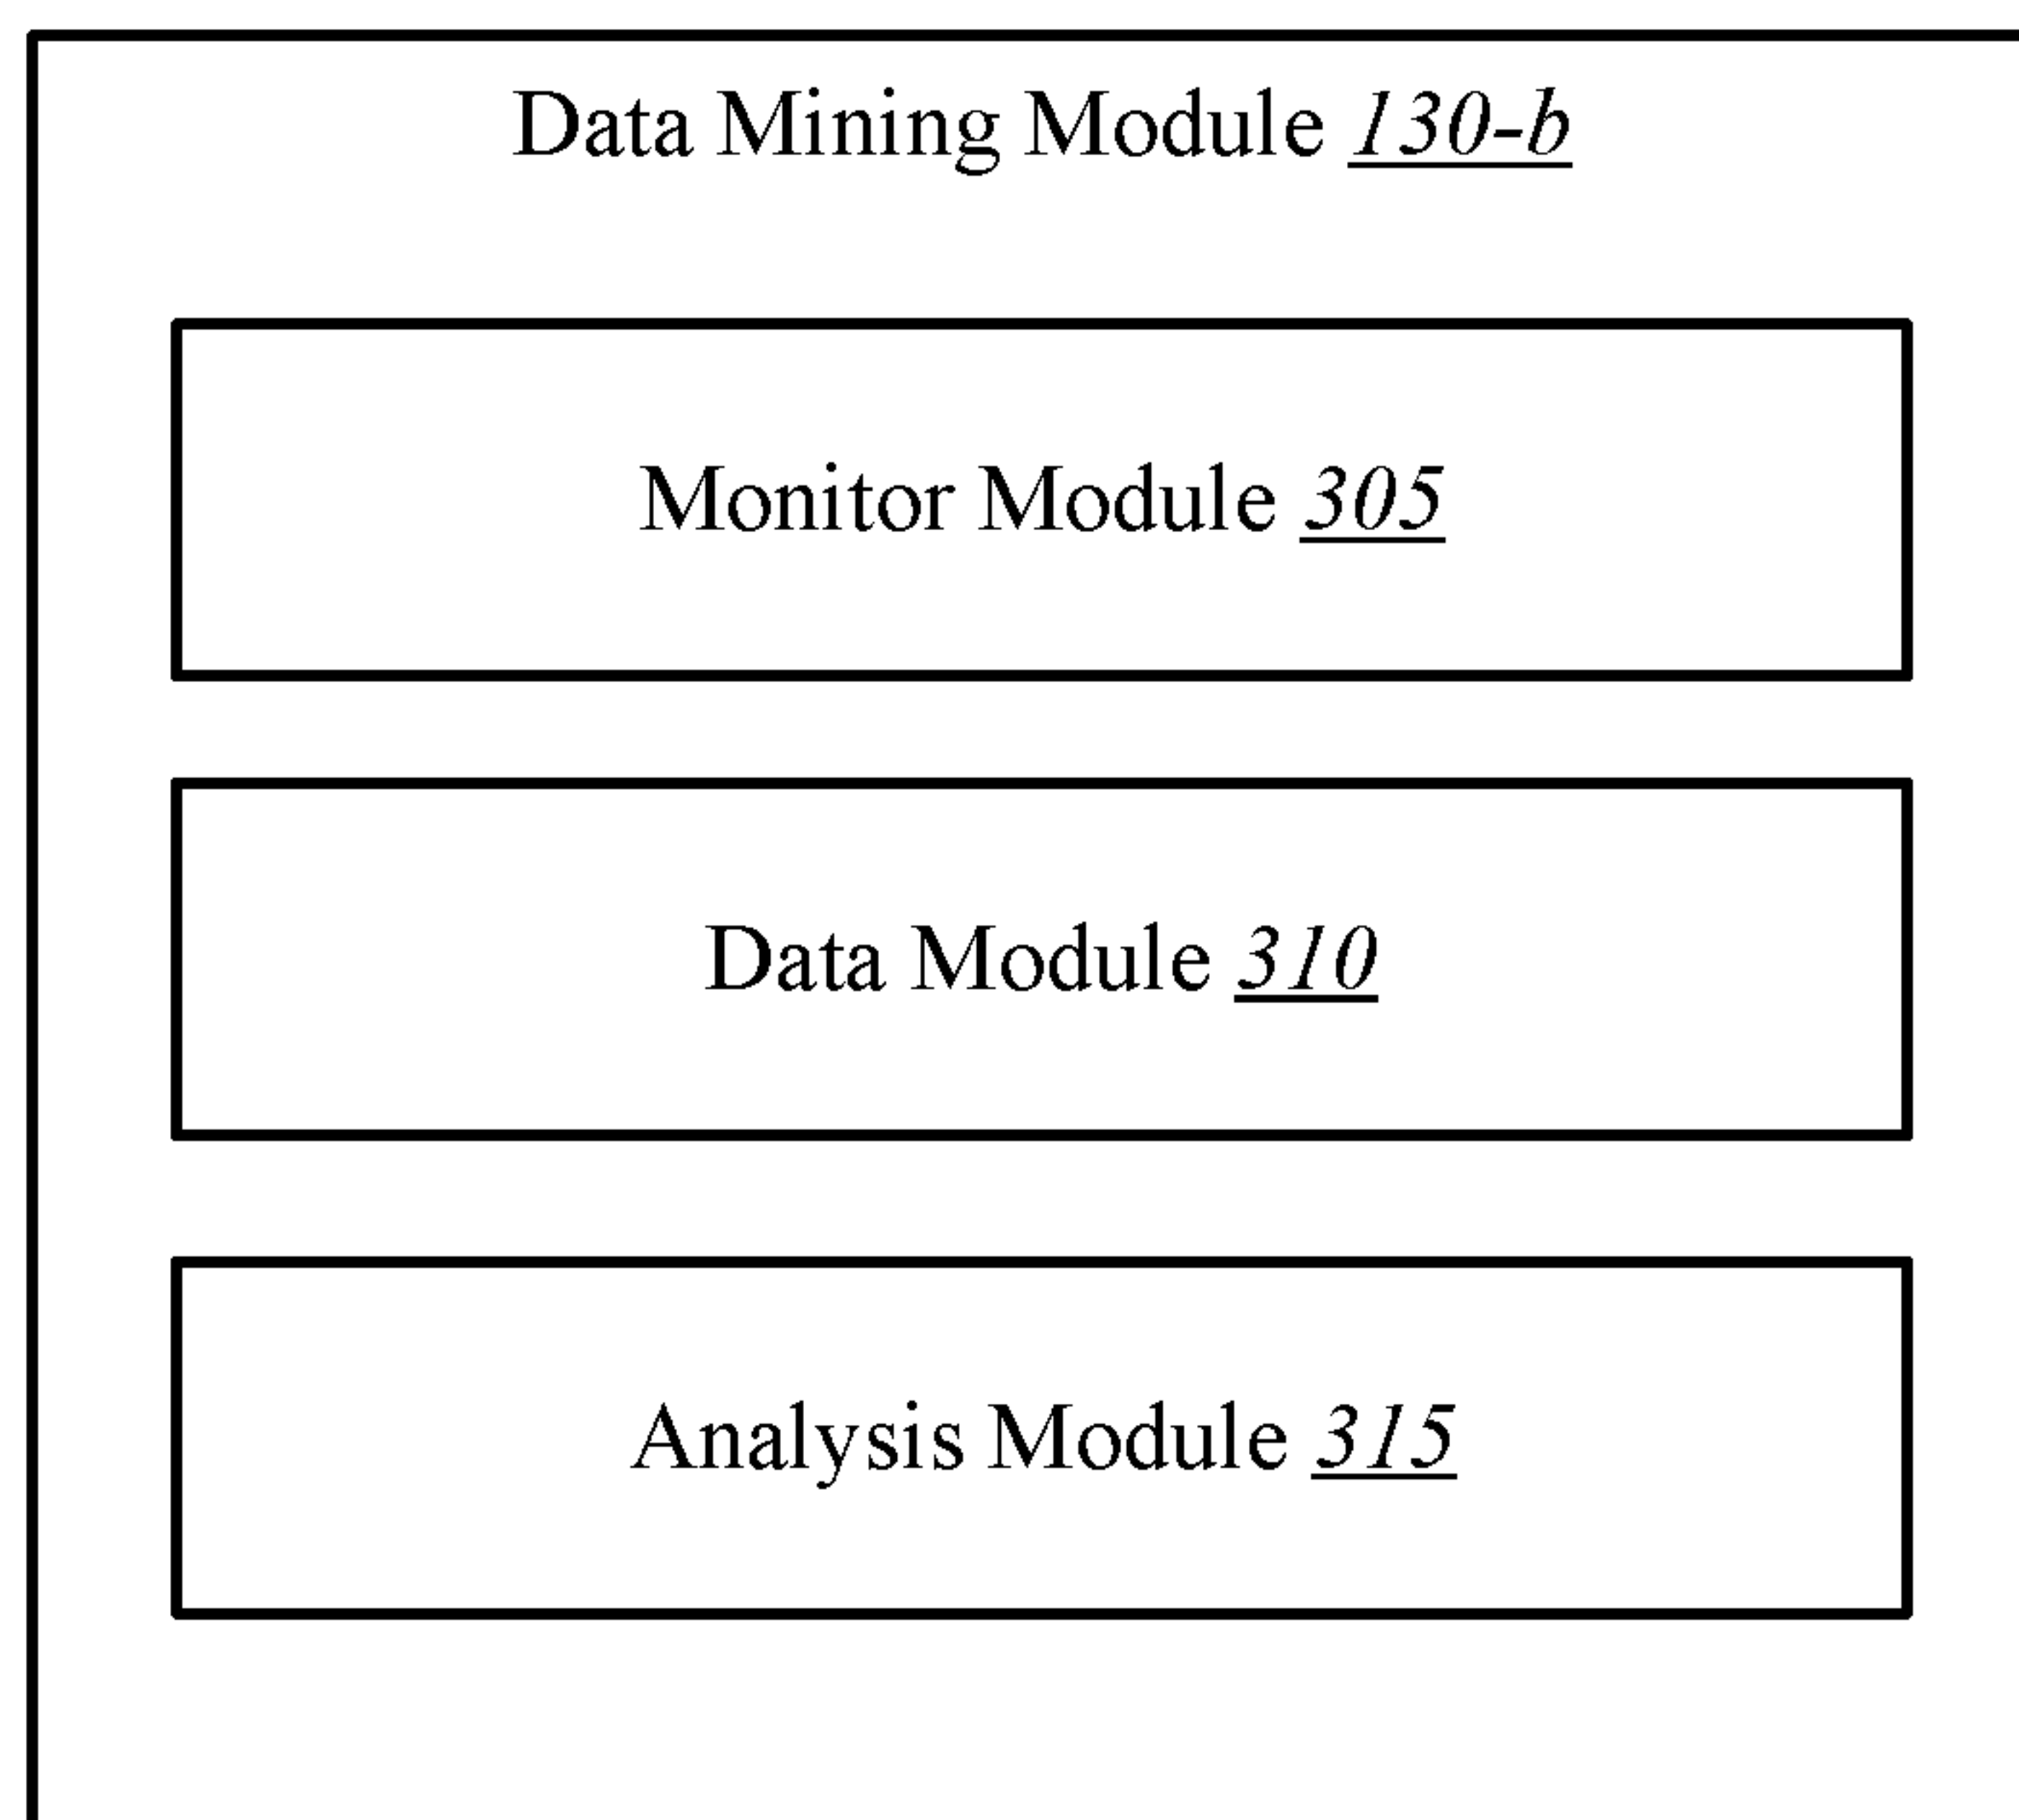 Data Mining Module 130-b
Monitor Module 305
Data Module 310
Analysis Module 315